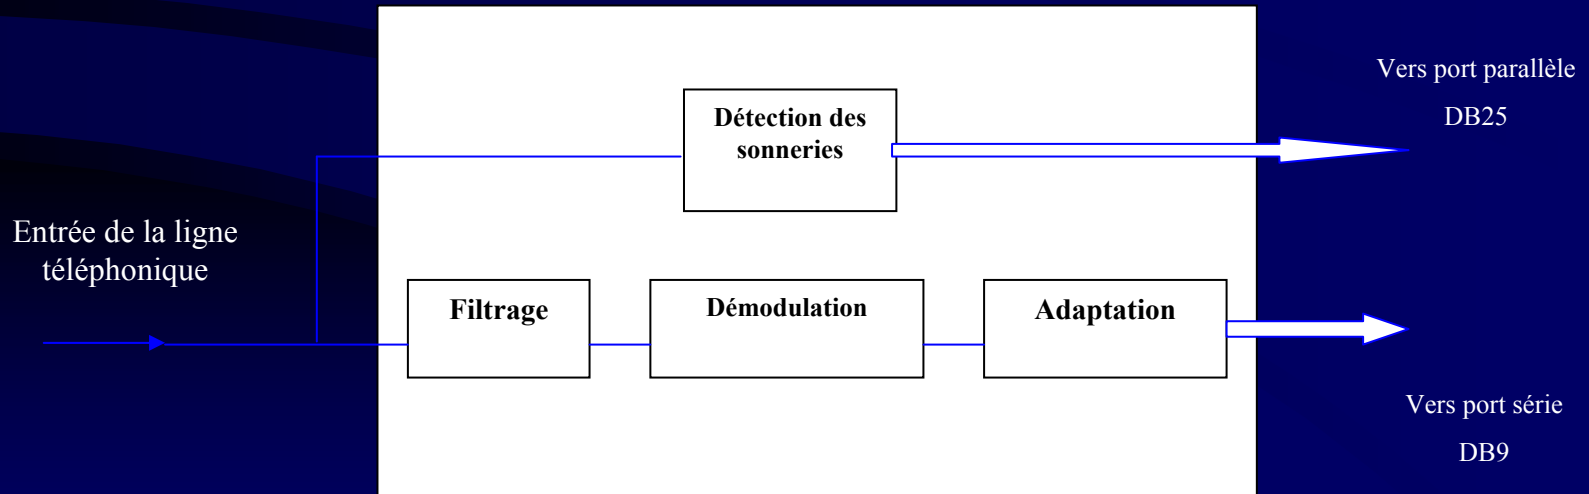 Vers port parallèle
DB25
Détection des
sonneries
Entrée de la ligne
téléphonique
Filtrage
Démodulation
Adaptation
Vers port série
DB9